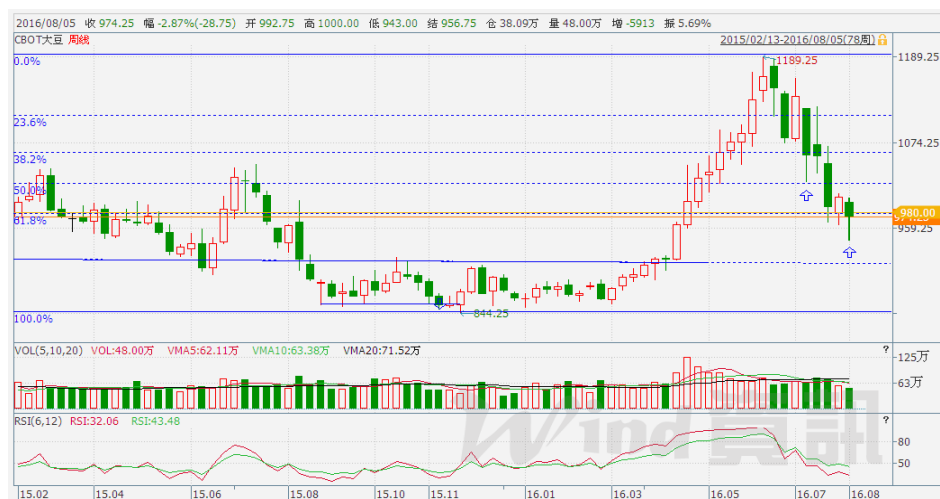 2016/08/05 收 974.25 幅 -2.87%(-28.75) 开 992.75 高 1000.00 低 943.00 结 956.75 仓 38.09万 量 48.00万 增 -5913 振 5.69%
CBOT大豆 周线 2015/02/13-2016/08/05(78周)
0.0%
1189.25
1189.25
23.6%
1074.25
38.2%
50.0%
980.00
61.8%
959.25
844.25
100.0%
VOL(5,10,20) VOL:48.00万 VMA5:62.11万 VMA10:63.38万 VMA20:71.52万 ?
125万
63万
RSI(6,12) RSI:32.06 RSI:43.48 ?
80
50
Wind资讯
15.02 15.04 15.06 15.08 15.10 15.11 16.01 16.03 16.05 16.07 16.08